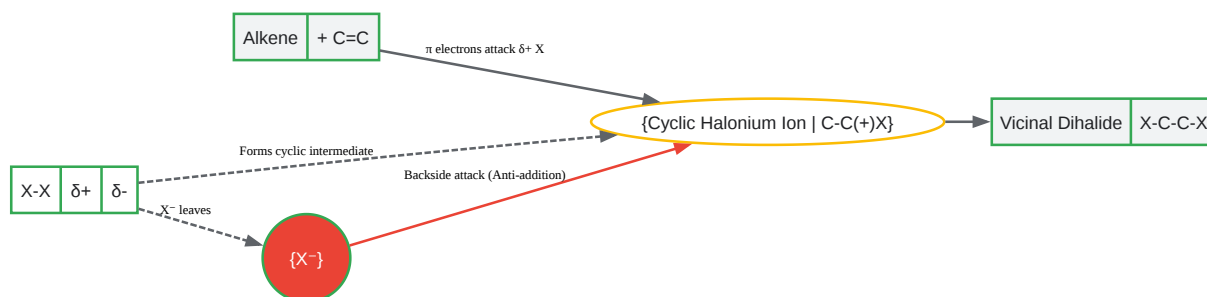 Alkene
+ C=C
π electrons attack δ+ X
{Cyclic Halonium Ion | C-C(+)X}
Vicinal Dihalide
X-C-C-X
Forms cyclic intermediate
X-X
δ+
δ-
Backside attack (Anti-addition)
X⁻ leaves
{X⁻}